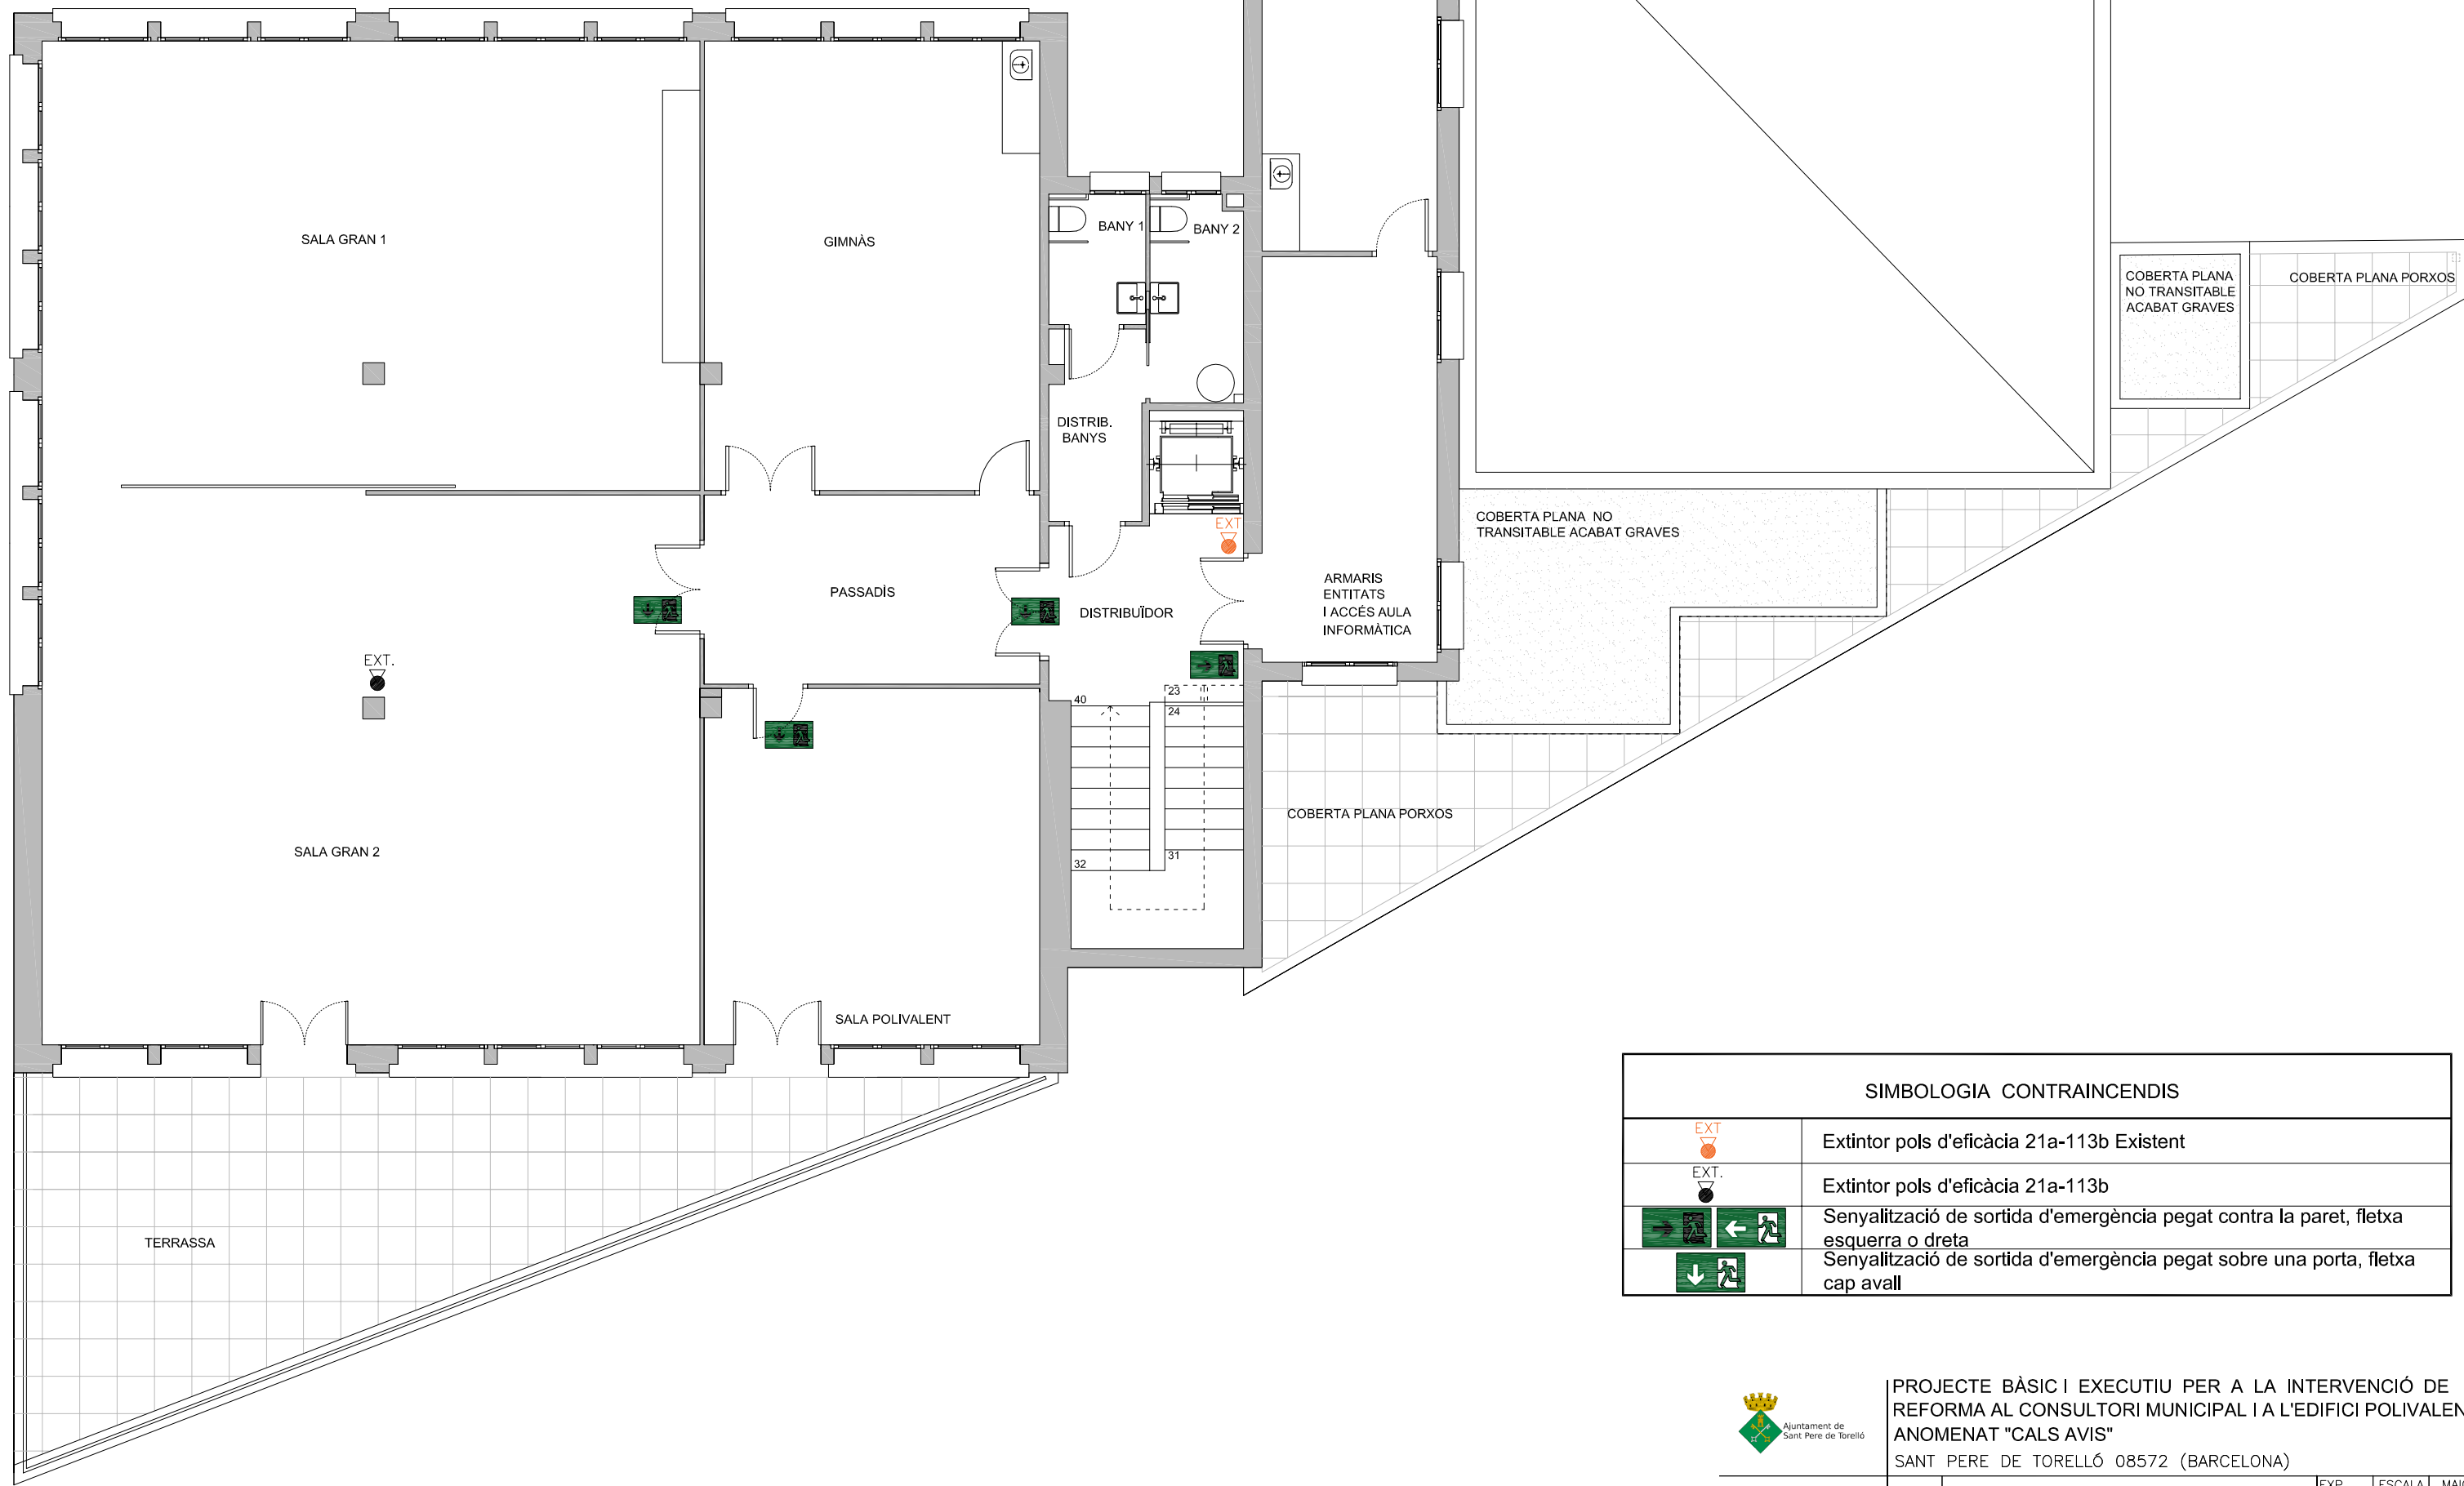 SALA GRAN 1
GIMNÀS
BANY 1
BANY 2
COBERTA PLANA
NO TRANSITABLE
ACABAT GRAVES
COBERTA PLANA PORXOS
DISTRIB.
BANYS
EXT
COBERTA PLANA NO
TRANSITABLE ACABAT GRAVES
PASSADÌS
DISTRIBUÏDOR
ARMARIS
ENTITATS
I ACCÉS AULA
INFORMÀTICA
EXT.
40
23
24
32
31
COBERTA PLANA PORXOS
SALA GRAN 2
SALA POLIVALENT
TERRASSA
SIMBOLOGIA CONTRAINCENDIS
EXT
Extintor pols d'eficàcia 21a-113b Existent
EXT.
Extintor pols d'eficàcia 21a-113b
Senyalització de sortida d'emergència pegat contra la paret, fletxa
esquerra o dreta
Senyalització de sortida d'emergència pegat sobre una porta, fletxa
cap avall
Ajuntament de
Sant Pere de Torelló
PROJECTE BÀSIC I EXECUTIU PER A LA INTERVENCIÓ DE
REFORMA AL CONSULTORI MUNICIPAL I A L'EDIFICI POLIVALEN
ANOMENAT "CALS AVIS"
SANT PERE DE TORELLÓ 08572 (BARCELONA)
EXP. ESCALA